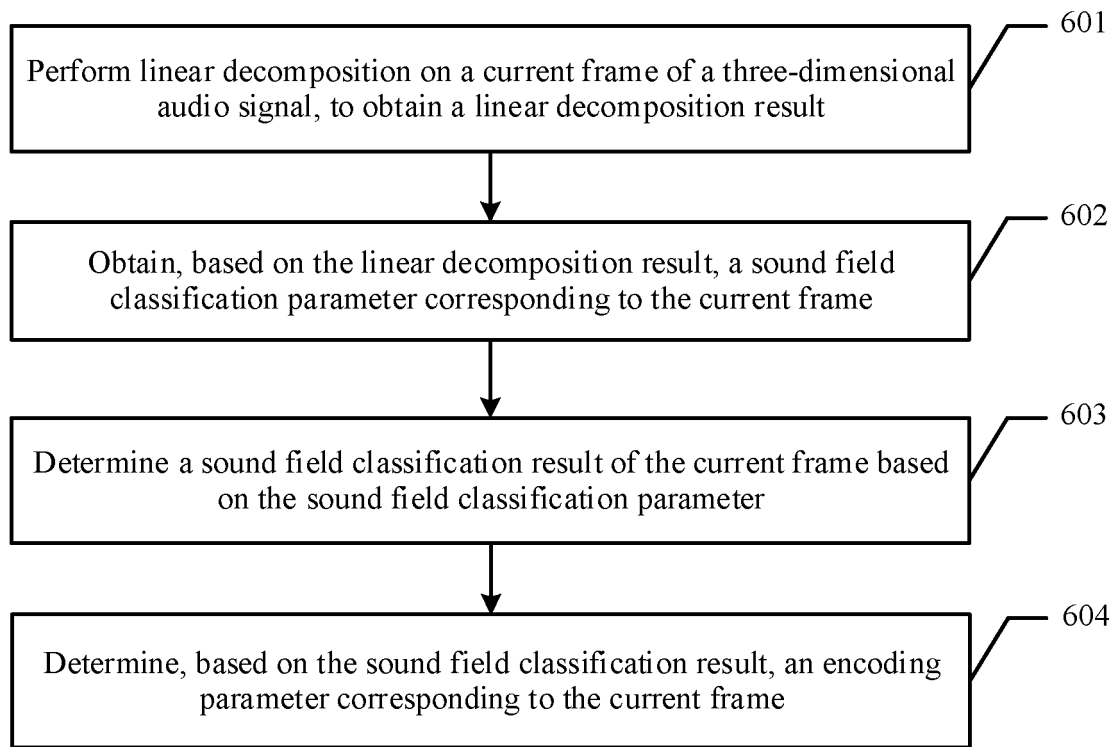 601
Perform linear decomposition on a current frame of a three-dimensional
audio signal, to obtain a linear decomposition result
602
Obtain, based on the linear decomposition result, a sound field
classification parameter corresponding to the current frame
603
Determine a sound field classification result of the current frame based
on the sound field classification parameter
604
Determine, based on the sound field classification result, an encoding
parameter corresponding to the current frame